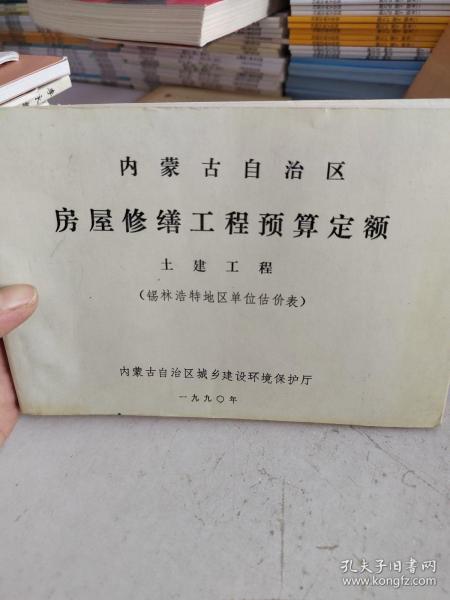 内蒙古自治区
房屋修缮工程预算定额
土建工程
（锡林浩特地区单位估价表）
内蒙古自治区城乡建设环境保护厅
一九九〇年
孔夫子旧书网
www.kongfz.com